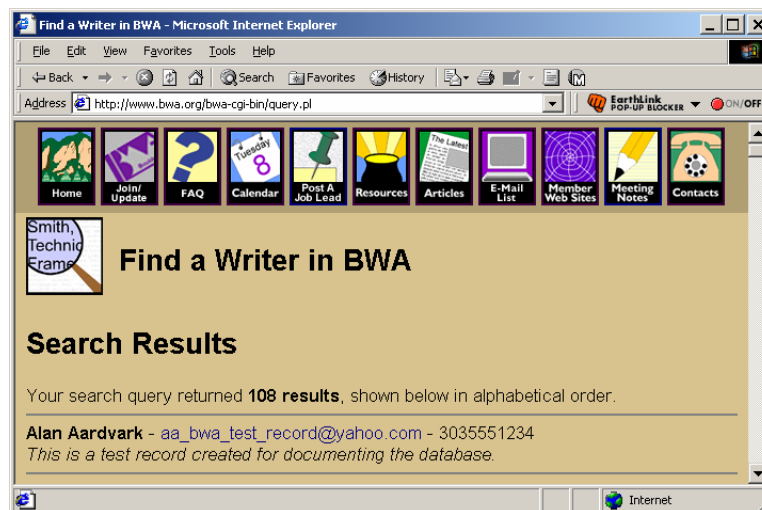 Find a Writer in BWA - Microsoft Internet Explorer
File Edit View Favorites Tools Help
Back Search Favorites History
Address http://www.bwa.org/bwa-cgi-bin/query.pl EarthLink POP-UP BLOCKER ON/OFF
Tuesday 8 The Latest
Home Join/Update FAQ Calendar Post A Job Lead Resources Articles E-Mail List Member Web Sites Meeting Notes Contacts
Smith,
Technic
Frame
Find a Writer in BWA
Search Results
Your search query returned 108 results, shown below in alphabetical order.
Alan Aardvark - aa_bwa_test_record@yahoo.com - 3035551234
This is a test record created for documenting the database.
Internet